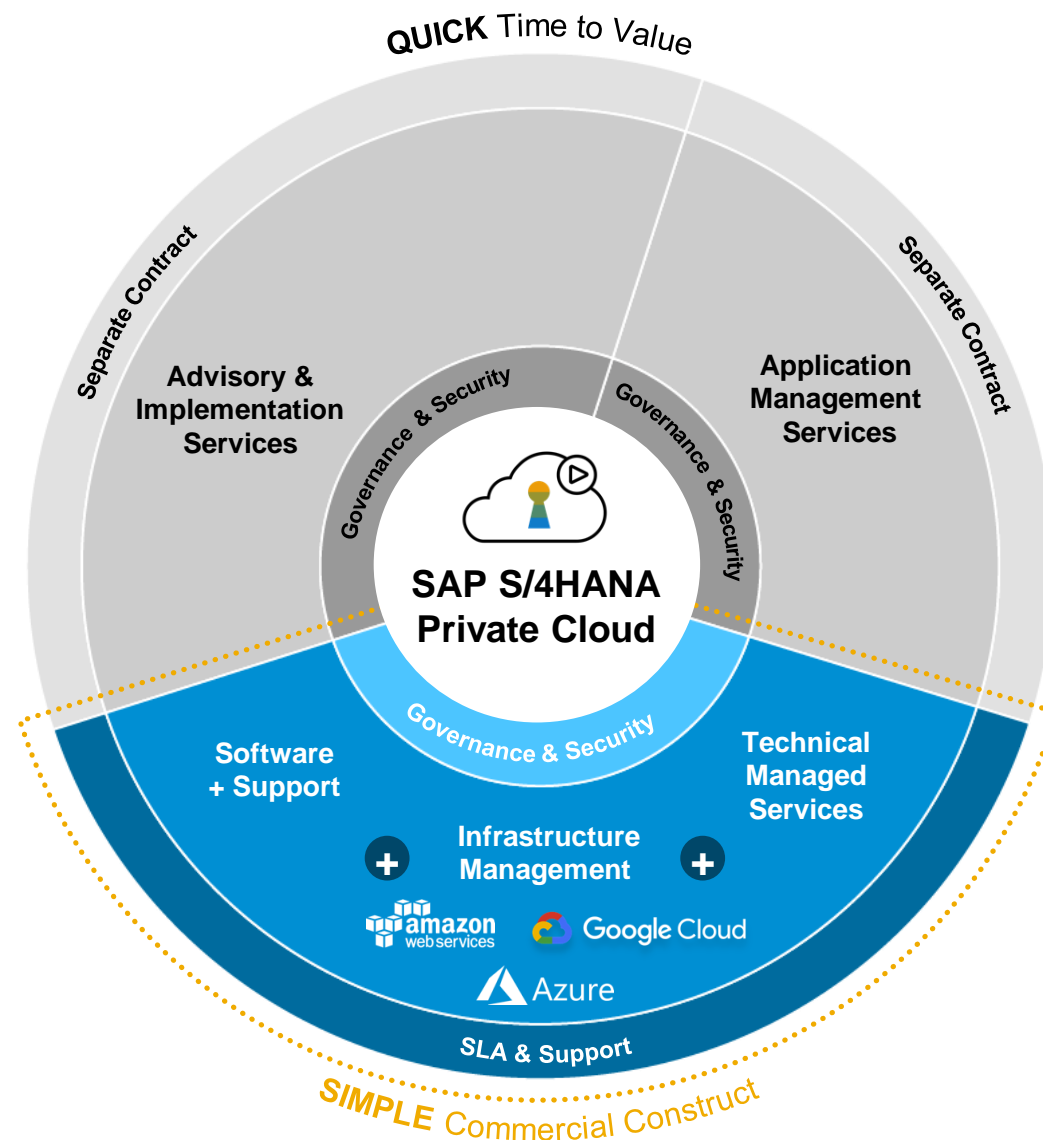 QUICK Time to Value
Separate Contract
Separate Contract
Advisory &
Implementation
Services
Application
Management
Services
Governance & Security
Governance & Security
SAP S/4HANA
Private Cloud
Governance & Security
Software
+ Support
Technical
Managed
Services
+
Infrastructure
Management
+
amazon
web services
Google Cloud
Azure
SLA & Support
SIMPLE Commercial Construct